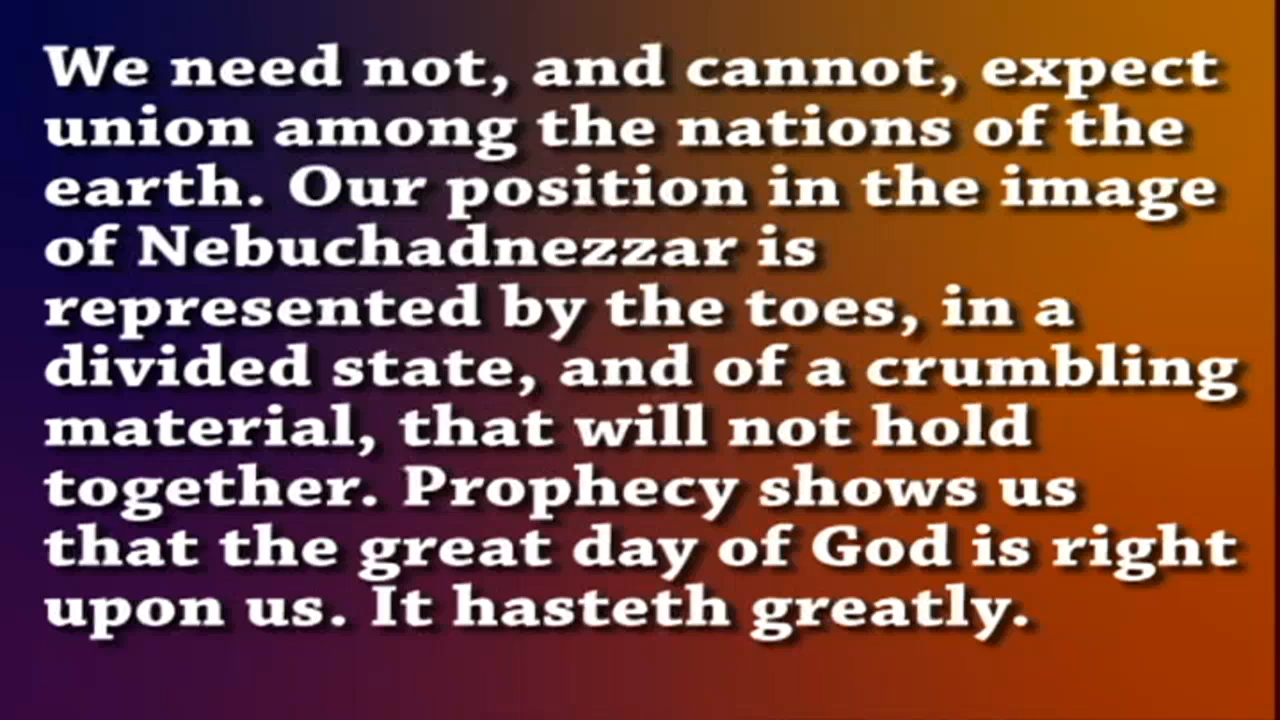 We need not, and cannot, expect
union among the nations of the
earth. Our position in the image
of Nebuchadnezzar is
represented by the toes, in a
divided state, and of a crumbling
material, that will not hold
together. Prophecy shows us
that the great day of God is right
upon us. It hasteth greatly.